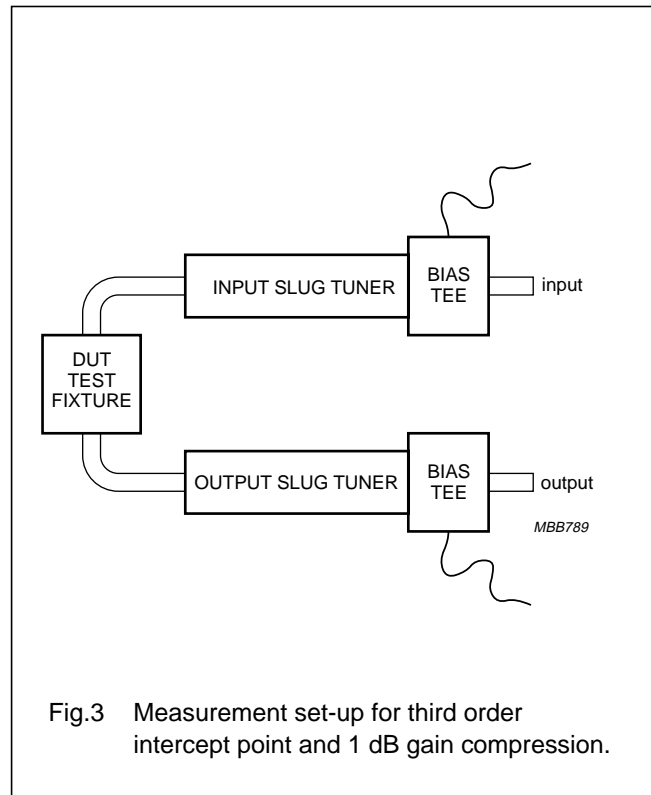 INPUT SLUG TUNER
BIAS
TEE
input
DUT
TEST
FIXTURE
OUTPUT SLUG TUNER
BIAS
TEE
output
MBB789
Fig.3 Measurement set-up for third order
intercept point and 1 dB gain compression.